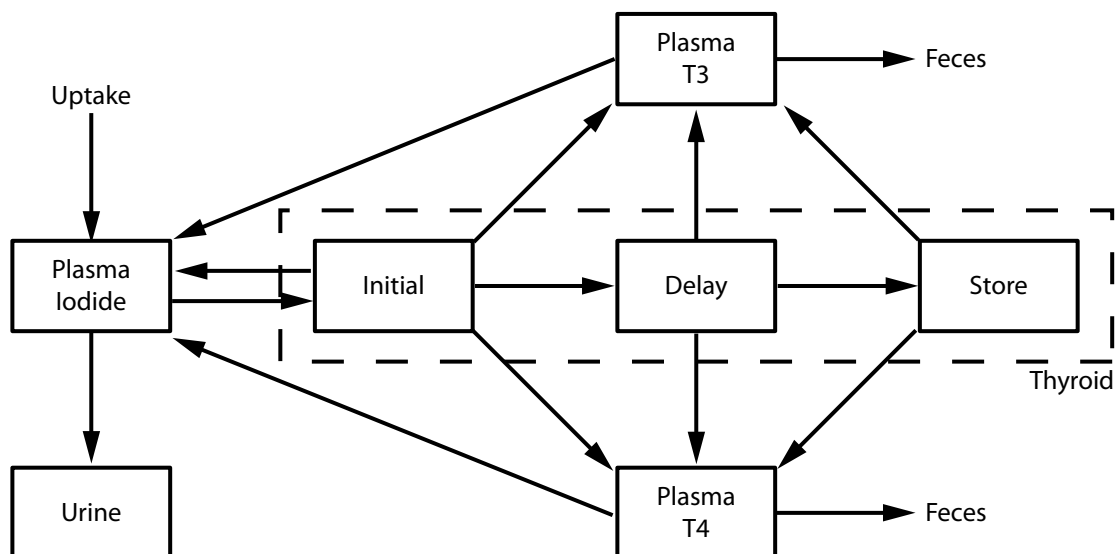 Plasma
T3
Feces
Uptake
Plasma
Iodide
Initial
Delay
Store
Thyroid
Urine
Plasma
T4
Feces